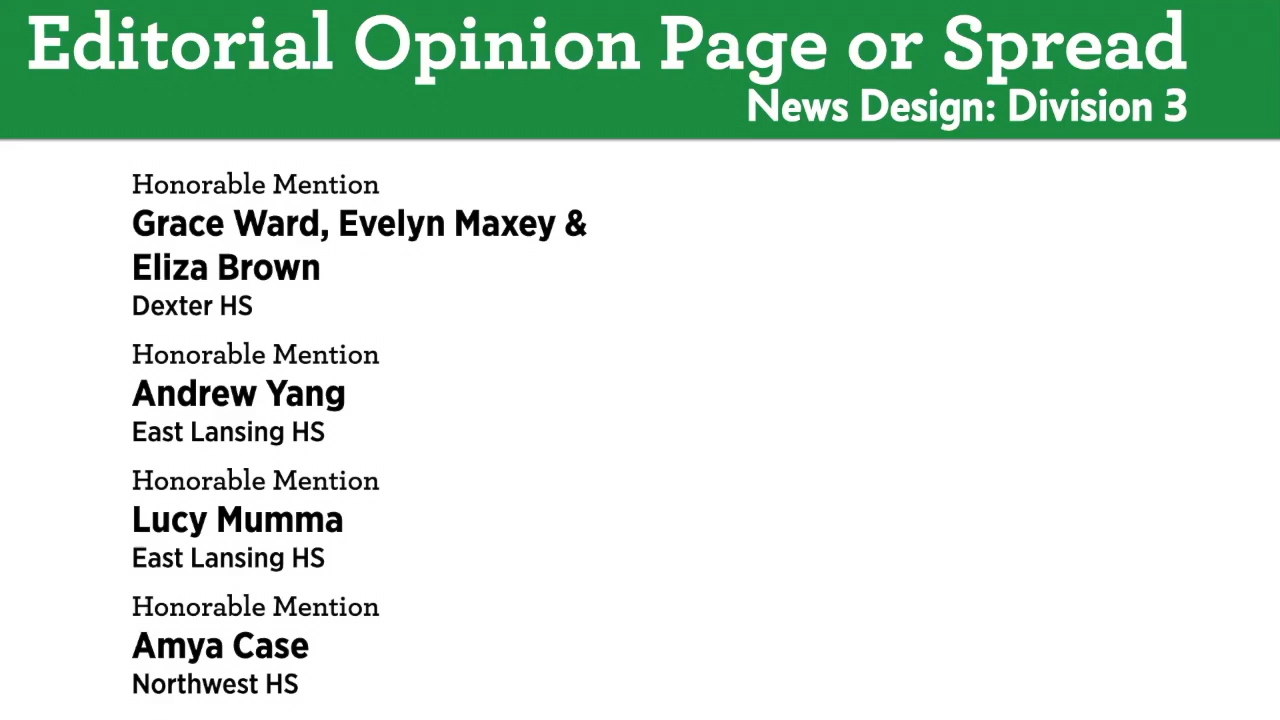 Editorial Opinion Page or Spread
News Design: Division 3
Honorable Mention
Grace Ward, Evelyn Maxey &
Eliza Brown
Dexter HS
Honorable Mention
Andrew Yang
East Lansing HS
Honorable Mention
Lucy Mumma
East Lansing HS
Honorable Mention
Amya Case
Northwest HS